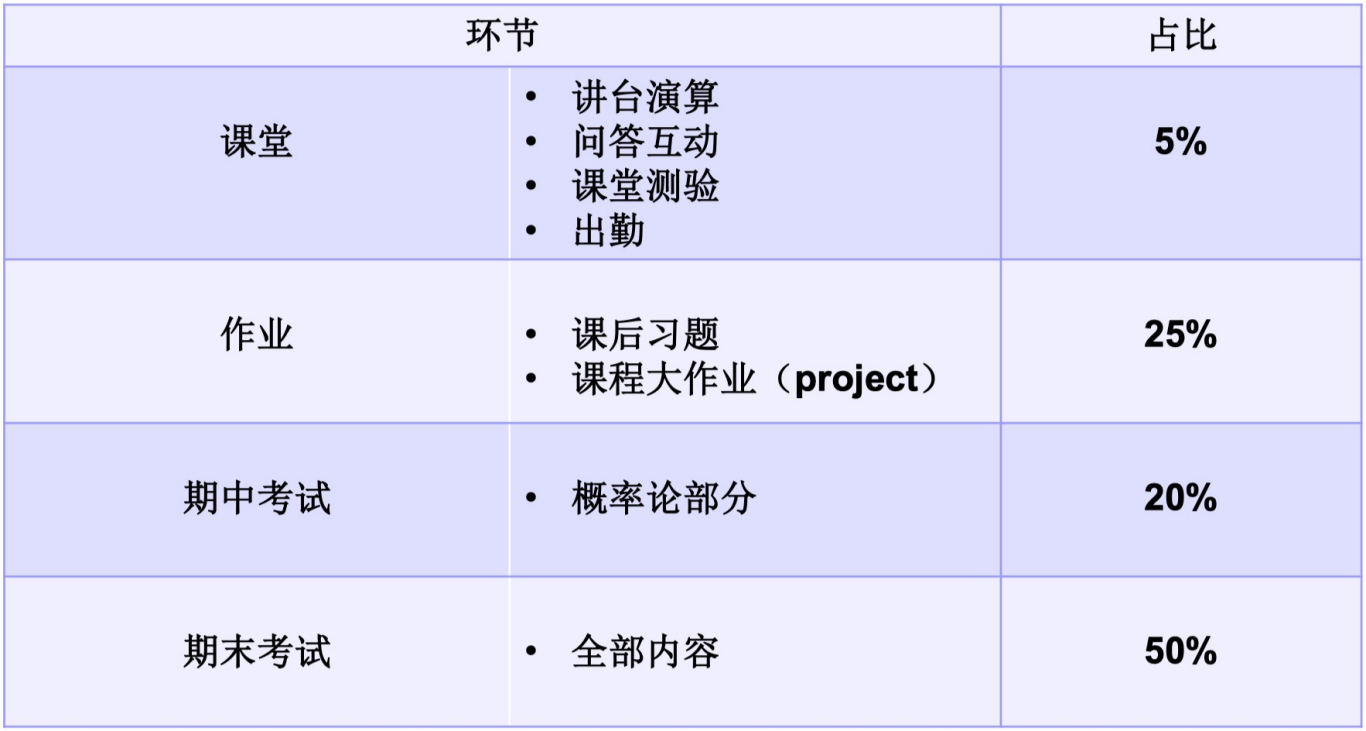 环节 占比
课堂
• 讲台演算
• 问答互动
• 课堂测验
• 出勤
5%
作业
• 课后习题
• 课程大作业（project）
25%
期中考试
• 概率论部分
20%
期末考试
• 全部内容
50%